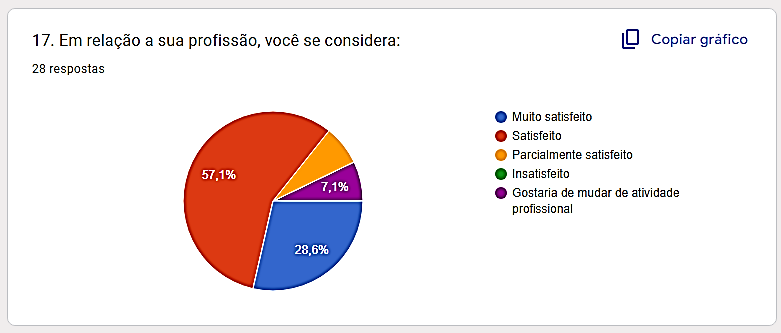 17. Em relação a sua profissão, você se considera:
Copiar gráfico
28 respostas
Muito satisfeito
Satisfeito
Parcialmente satisfeito
Insatisfeito
Gostaria de mudar de atividade
profissional
57,1%
7,1%
28,6%